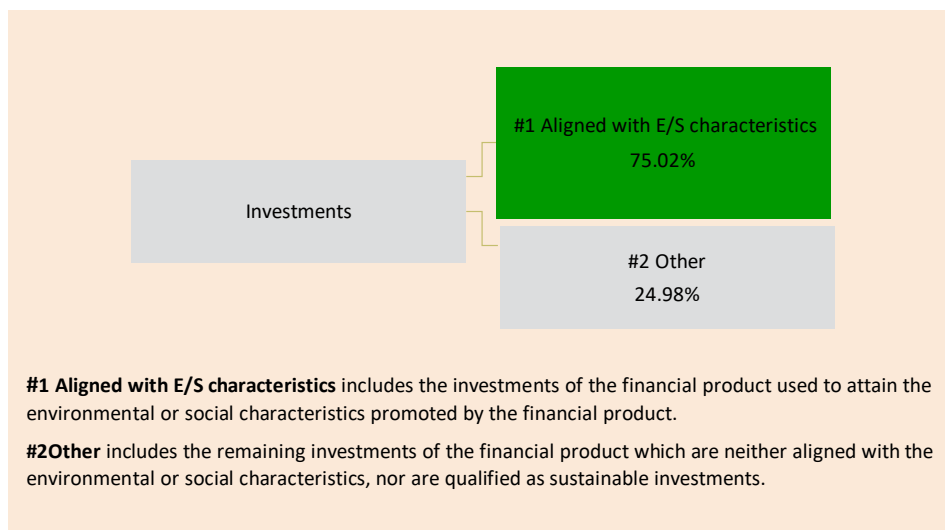 #1 Aligned with E/S characteristics
75.02%
Investments
#2 Other
24.98%
#1 Aligned with E/S characteristics includes the investments of the financial product used to attain the
environmental or social characteristics promoted by the financial product.
#2Other includes the remaining investments of the financial product which are neither aligned with the
environmental or social characteristics, nor are qualified as sustainable investments.